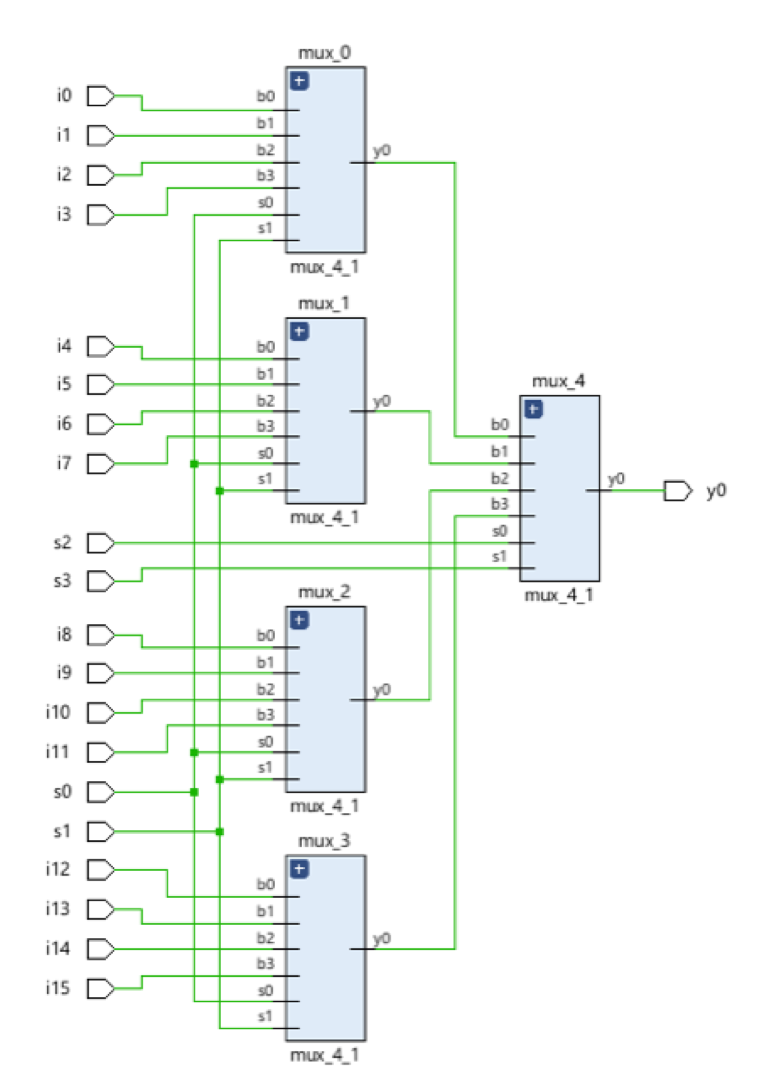 mux_0
i0
b0
i1
b1
i2
b2
y0
i3
b3
s0
s1
mux_4_1
mux_1
i4
b0
i5
b1
i6
b2
y0
i7
b3
s0
s1
mux_4_1
mux_4
b0
b1
b2
y0
y0
b3
s2
s0
s3
s1
mux_4_1
mux_2
i8
b0
i9
b1
i10
b2
y0
i11
b3
s0
s1
mux_4_1
s0
s1
mux_3
i12
b0
i13
b1
i14
b2
y0
i15
b3
s0
s1
mux_4_1